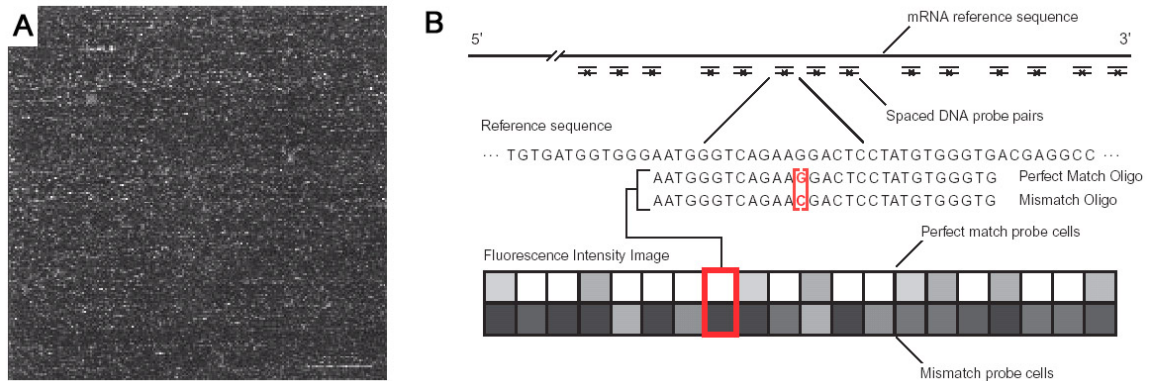 A
B
mRNA reference sequence
5'
3'
Spaced DNA probe pairs
Reference sequence
··· TGTGATGGTGGGAATGGGTCAGAAGGACTCCTATGTGGGTGACGAGGCC ···
AATGGGTCAGAAGGACTCCTATGTGGGTG Perfect Match Oligo
AATGGGTCAGAACGACTCCTATGTGGGTG Mismatch Oligo
Perfect match probe cells
Fluorescence Intensity Image
Mismatch probe cells